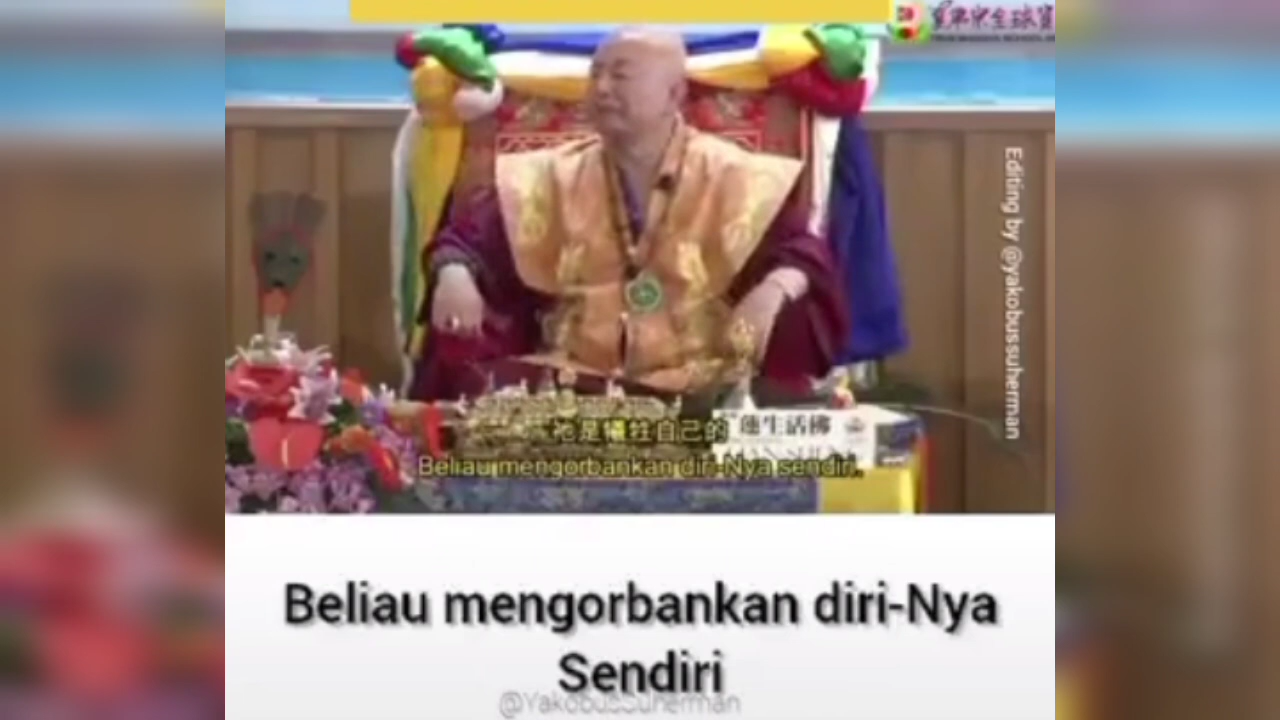 Editing by @yakobussuherman
祂是犧牲自己的
蓮生活佛
Beliau mengorbankan diri-Nya sendiri.
Beliau mengorbankan diri-Nya
Sendiri
@YakobusSuherman